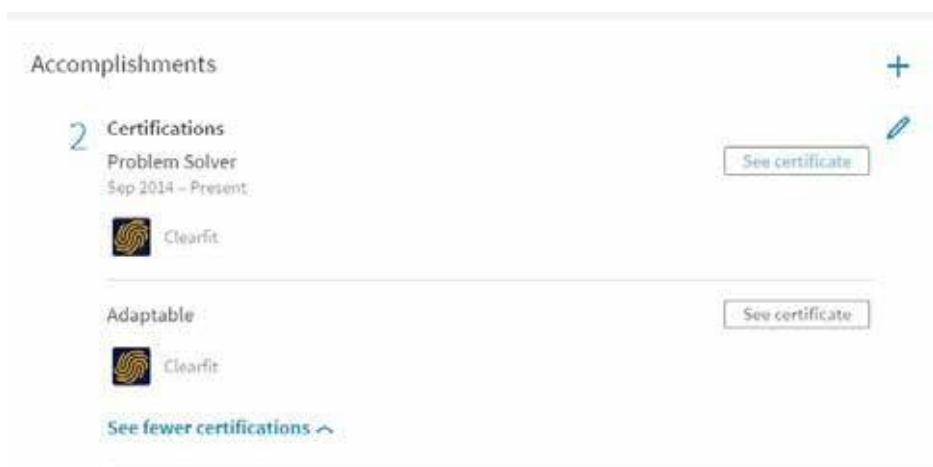 Accomplishments
2 Certifications
Problem Solver See certificate
Sep 2014 – Present
Clearfit
Adaptable See certificate
Clearfit
See fewer certifications